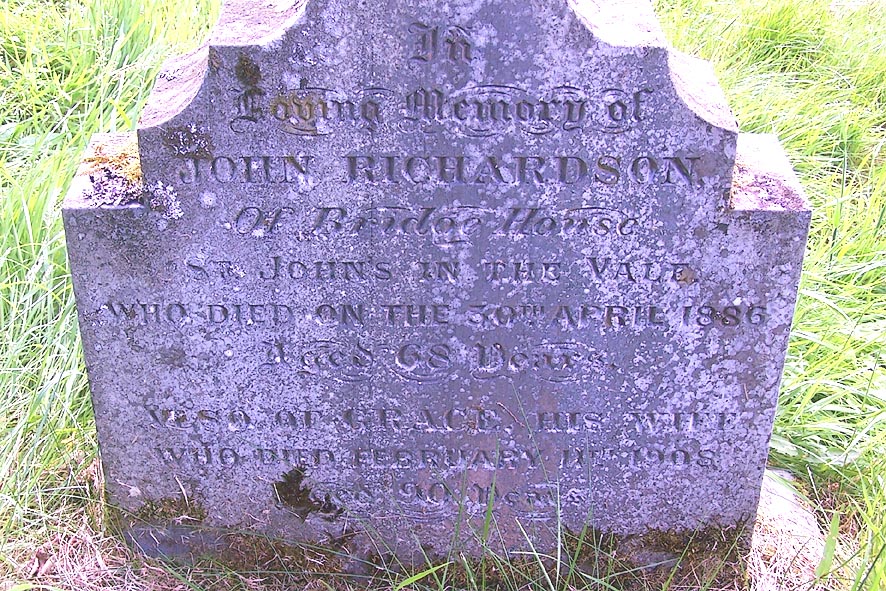 In
Loving Memory of
JOHN RICHARDSON,
Of Bridge House
ST JOHN'S IN THE VALE,
WHO DIED ON THE 30TH APRIL 1886
Aged 68 Years.
ALSO OF GRACE, HIS WIFE
WHO DIED FEBRUARY 11TH 1908
Aged 90 Years